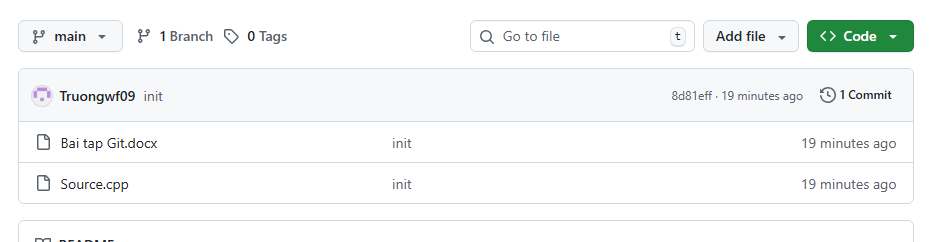 main 1 Branch 0 Tags Go to file t Add file Code
Truongwf09 init 8d81eff · 19 minutes ago 1 Commit
Bai tap Git.docx init 19 minutes ago
Source.cpp init 19 minutes ago
README